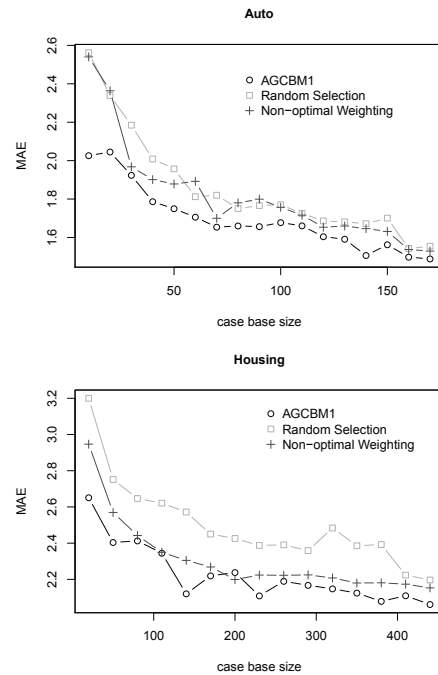 Auto
2.6
2.4
2.2
2.0
1.8
1.6
MAE
AGCBM1
Random Selection
Non−optimal Weighting
50
100
150
case base size
Housing
3.2
3.0
2.8
2.6
2.4
2.2
MAE
AGCBM1
Random Selection
Non−optimal Weighting
100
200
300
400
case base size